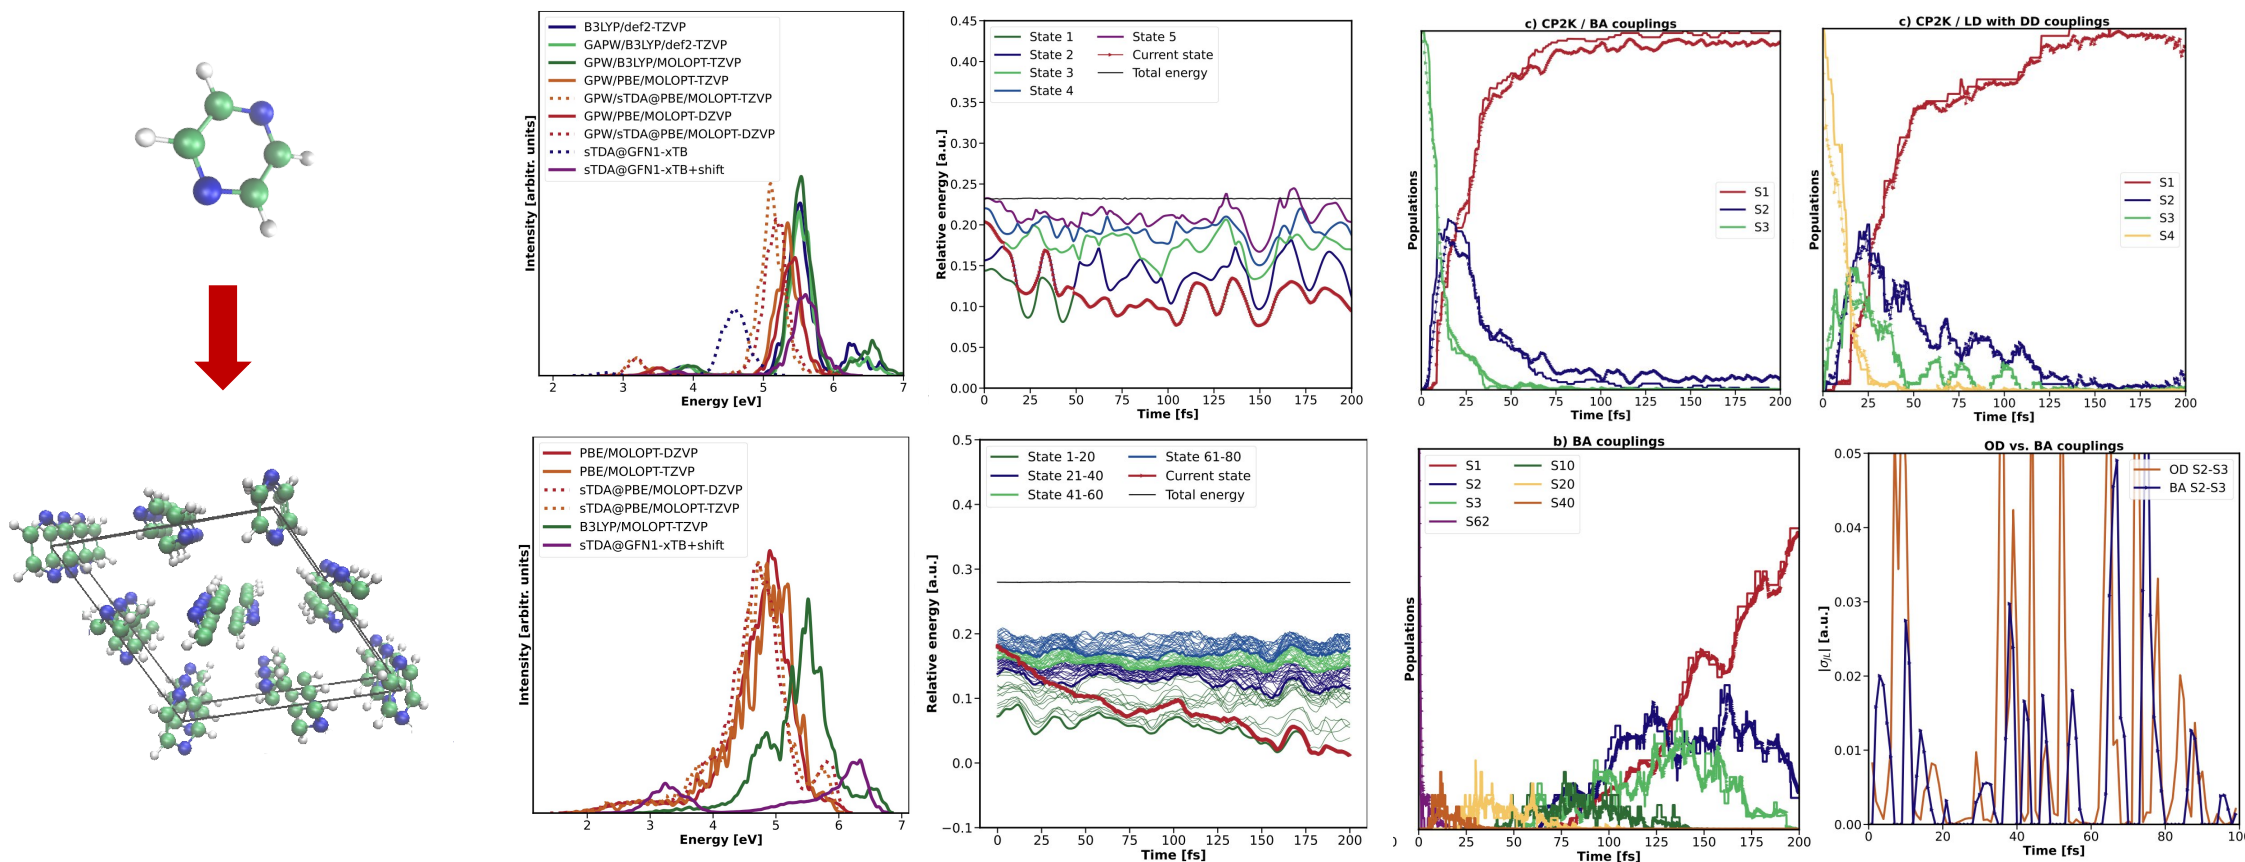 B3LYP/def2-TZVP
GAPW/B3LYP/def2-TZVP
GPW/B3LYP/MOLOPT-TZVP
GPW/PBE/MOLOPT-TZVP
GPW/sTDA@PBE/MOLOPT-TZVP
GPW/PBE/MOLOPT-DZVP
GPW/sTDA@PBE/MOLOPT-DZVP
sTDA@GFN1-xTB
sTDA@GFN1-xTB+shift
Intensity [arbitr. units]
2 3 4 5 6 7
Energy [eV]
State 1 State 5
State 2 Current state
State 3 Total energy
State 4
Relative energy [a.u.]
0.45
0.40
0.35
0.30
0.25
0.20
0.15
0.10
0.05
0.00
0 25 50 75 100 125 150 175 200
Time [fs]
c) CP2K / BA couplings
Populations
S1
S2
S3
0 25 50 75 100 125 150 175 200
Time [fs]
c) CP2K / LD with DD couplings
Populations
S1
S2
S3
S4
0 25 50 75 100 125 150 175 200
Time [fs]
PBE/MOLOPT-DZVP
PBE/MOLOPT-TZVP
sTDA@PBE/MOLOPT-DZVP
sTDA@PBE/MOLOPT-TZVP
B3LYP/MOLOPT-TZVP
sTDA@GFN1-xTB+shift
Intensity [arbitr. units]
2 3 4 5 6 7
Energy [eV]
State 1-20 State 61-80
State 21-40 Current state
State 41-60 Total energy
Relative energy [a.u.]
0.5
0.4
0.3
0.2
0.1
0.0
−0.1
0 25 50 75 100 125 150 175 200
Time [fs]
b) BA couplings
Populations
S1 S10
S2 S20
S3 S40
S62
0 0 25 50 75 100 125 150 175 200
Time [fs]
OD vs. BA couplings
OD S2-S3
BA S2-S3
|σJL| [a.u.]
0.05
0.04
0.03
0.02
0.01
0.00
0 20 40 60 80 100
Time [fs]